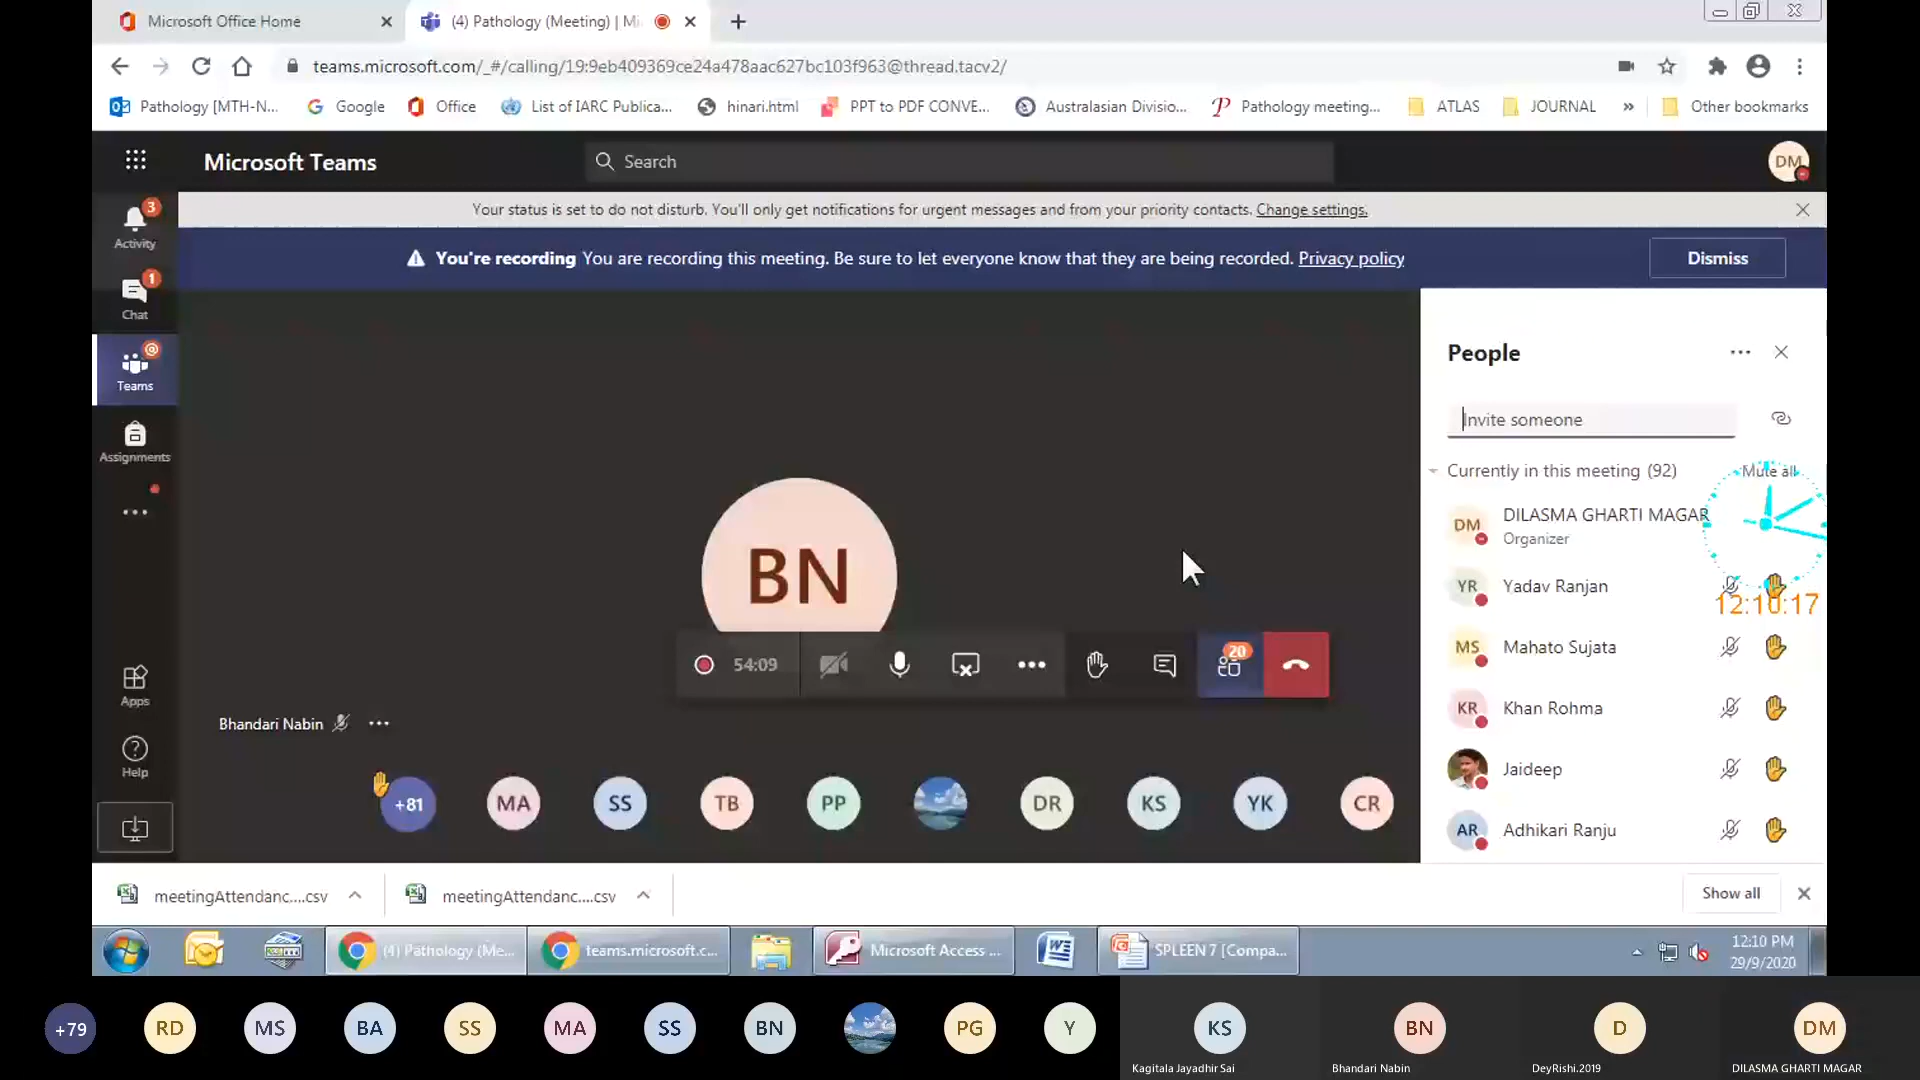 Microsoft Office Home
(4) Pathology (Meeting) | Mi
teams.microsoft.com/_#/calling/19:9eb409369ce24a478aac627bc103f963@thread.tacv2/
Pathology [MTH-N...
Google
Office
List of IARC Publica...
hinari.html
PPT to PDF CONVE...
Australasian Divisio...
Pathology meeting...
ATLAS
JOURNAL
»
Other bookmarks
Microsoft Teams
Search
DM
Your status is set to do not disturb. You'll only get notifications for urgent messages and from your priority contacts. Change settings.
3
Activity
You're recording You are recording this meeting. Be sure to let everyone know that they are being recorded. Privacy policy
Dismiss
1
Chat
Teams
Assignments
Apps
Help
BN
54:09
20
Bhandari Nabin
+81
MA
SS
TB
PP
DR
KS
YK
CR
People
Invite someone
Currently in this meeting (92)
Mute all
DM
DILASMA GHARTI MAGAR
Organizer
YR
Yadav Ranjan
12:10:17
MS
Mahato Sujata
KR
Khan Rohma
Jaideep
AR
Adhikari Ranju
meetingAttendanc....csv
meetingAttendanc....csv
Show all
(4) Pathology (Me...
teams.microsoft.c...
Microsoft Access ...
SPLEEN 7 [Compa...
12:10 PM
29/9/2020
+79
RD
MS
BA
SS
MA
SS
BN
PG
Y
KS
BN
D
DM
Kagitala Jayadhir Sai
Bhandari Nabin
DeyRishi.2019
DILASMA GHARTI MAGAR